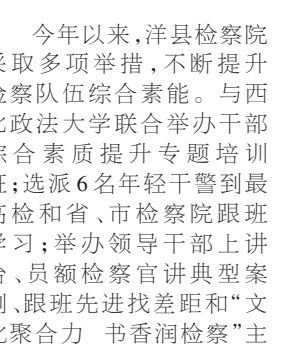 今年以来,洋县检察院
采取多项举措,不断提升
检察队伍综合素能。与西
北政法大学联合举办干部
综合素质提升专题培训
班;选派6名年轻干警到最
高检和省、市检察院跟班
学习;举办领导干部上讲
台、员额检察官讲典型案
例、跟班先进找差距和“文
化聚合力 书香润检察”主